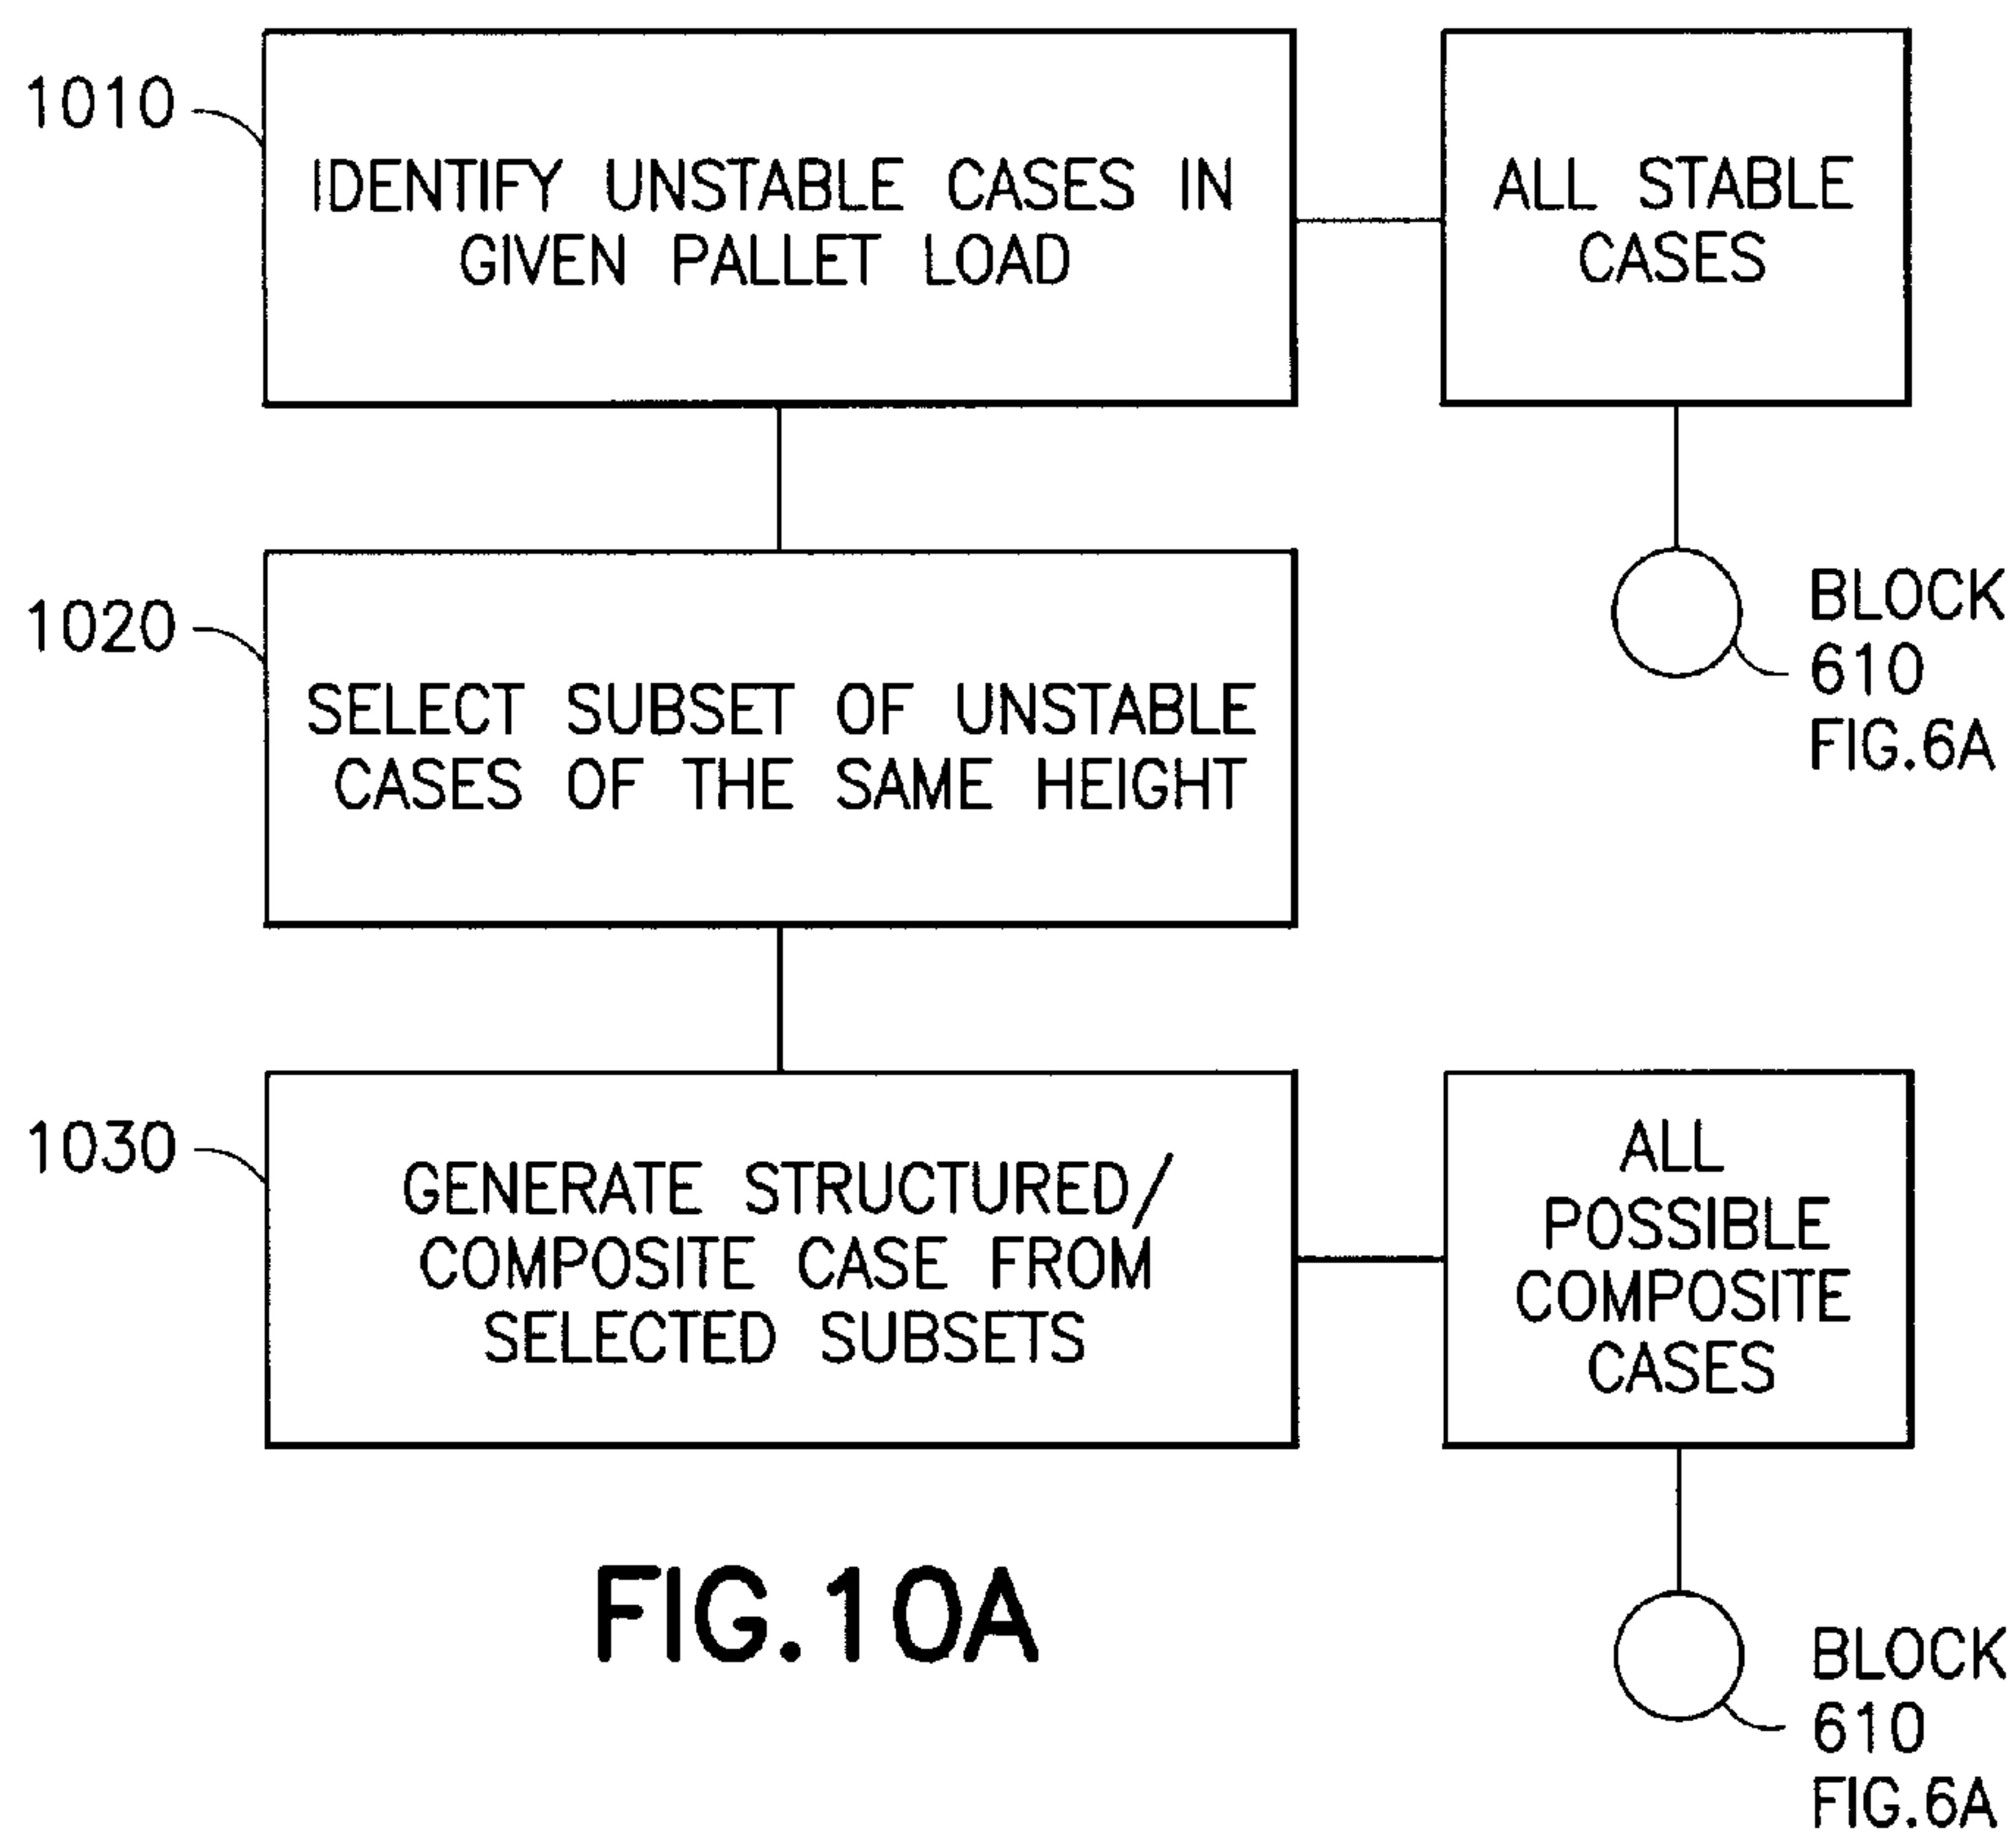 1010
IDENTIFY UNSTABLE CASES IN
GIVEN PALLET LOAD
ALL STABLE
CASES
BLOCK
610
FIG.6A
1020
SELECT SUBSET OF UNSTABLE
CASES OF THE SAME HEIGHT
1030
GENERATE STRUCTURED/
COMPOSITE CASE FROM
SELECTED SUBSETS
ALL
POSSIBLE
COMPOSITE
CASES
BLOCK
610
FIG.6A
FIG.10A